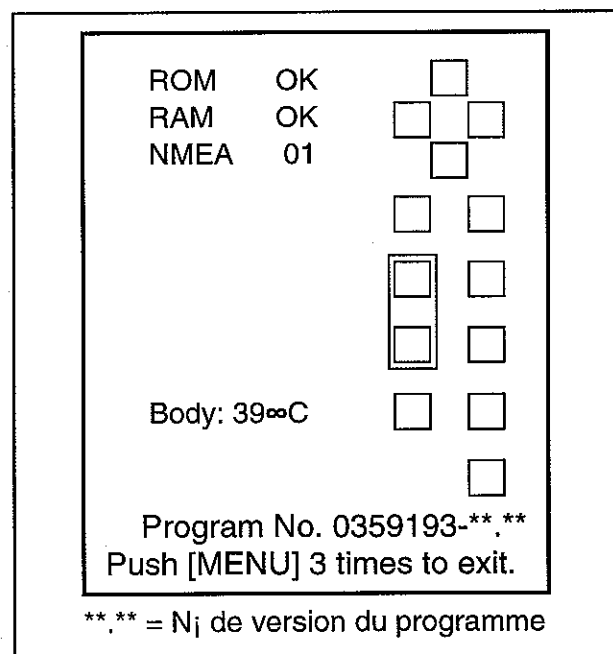 ROM OK
RAM OK
NMEA 01
Body: 39∞C
Program No. 0359193-**.**
Push [MENU] 3 times to exit.
**.** = N¡ de version du programme